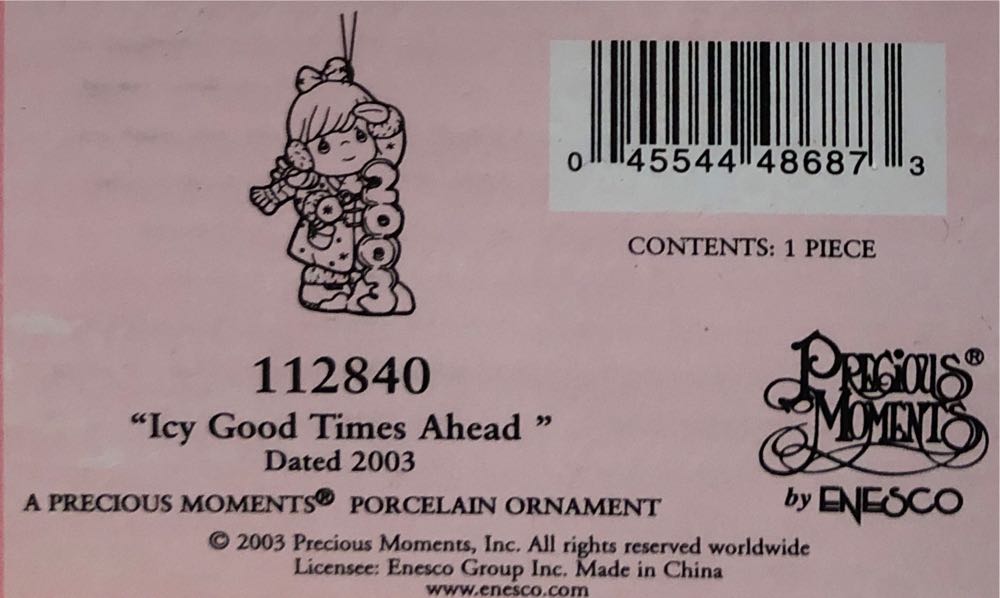 2003
0 45544 48687 3
CONTENTS: 1 PIECE
112840
“Icy Good Times Ahead ”
Dated 2003
A PRECIOUS MOMENTS® PORCELAIN ORNAMENT
PRECIOUS®
MOMENTS
by ENESCO
© 2003 Precious Moments, Inc. All rights reserved worldwide
Licensee: Enesco Group Inc. Made in China
www.enesco.com